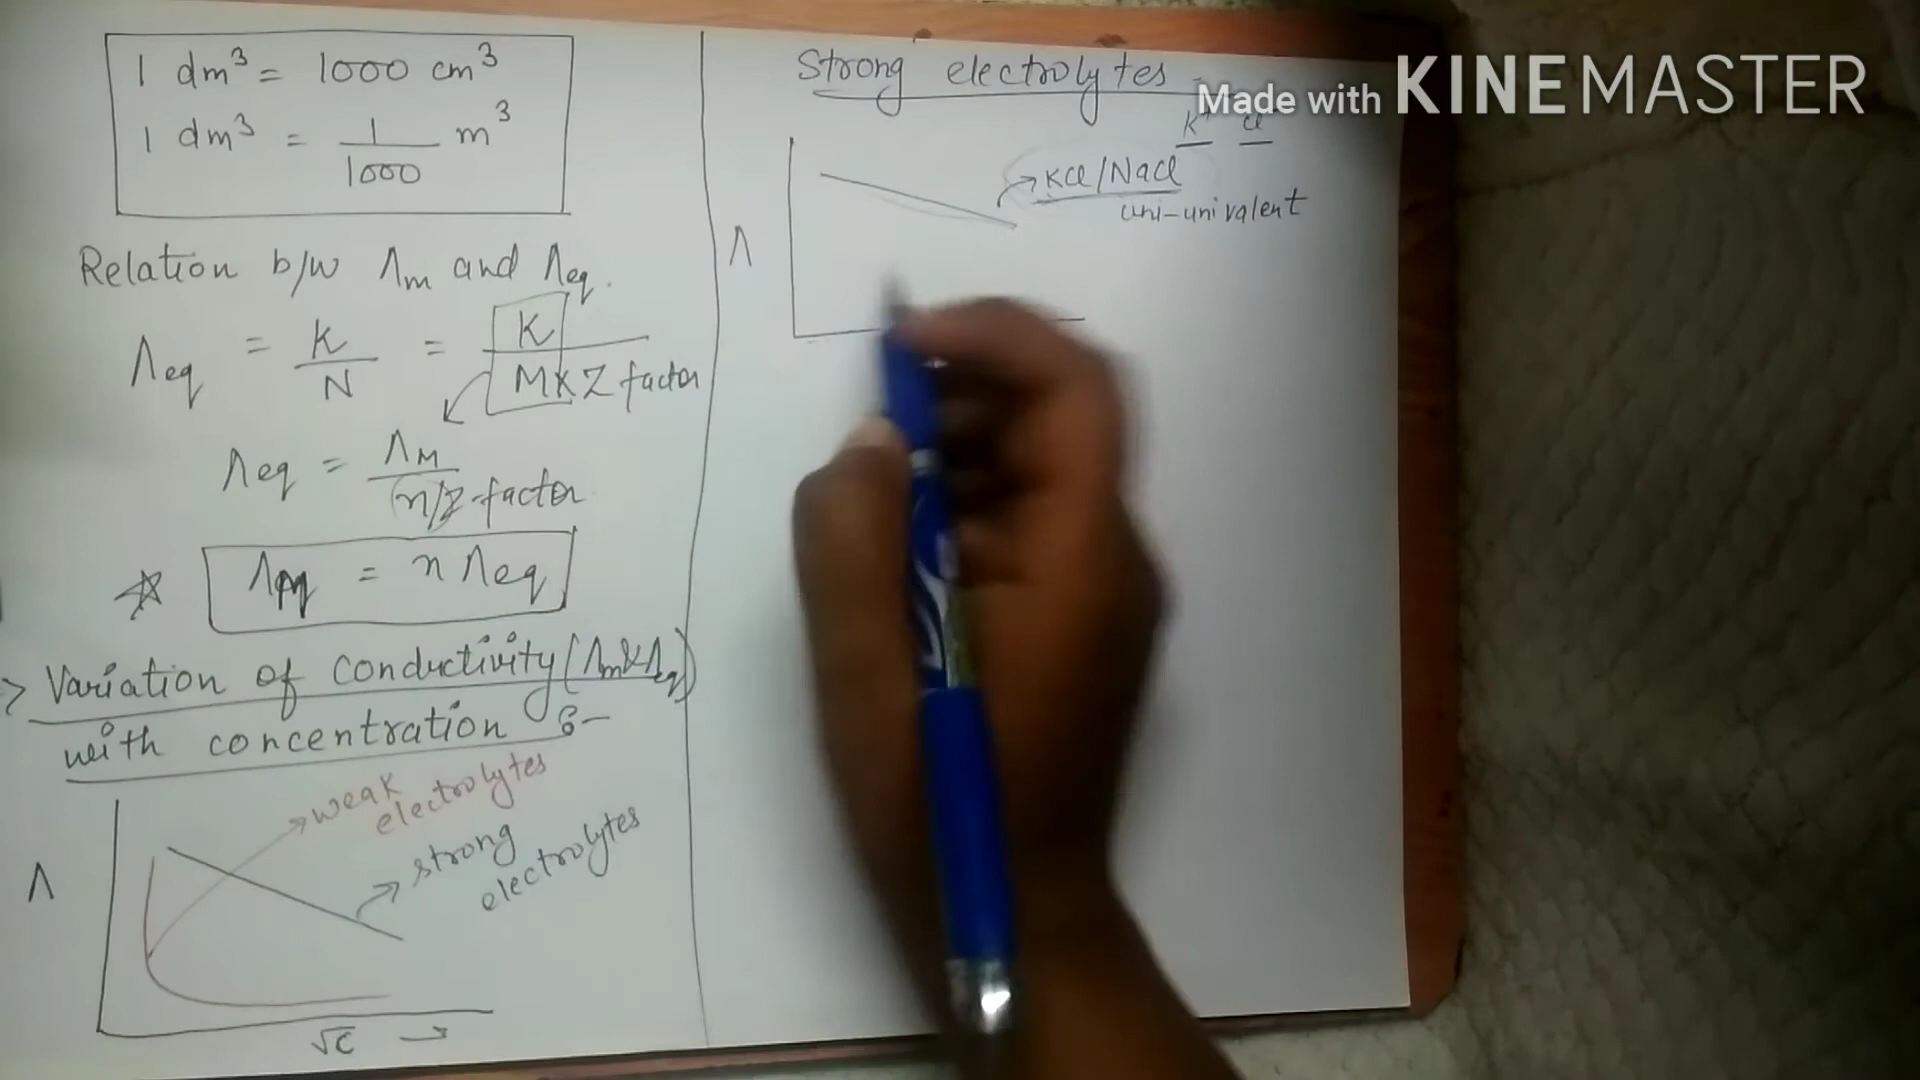 1 dm³ = 1000 cm³
1 dm³ = 1/1000 m³
Relation b/w Λm and Λeq.
Λeq = K/N = K/(M×Z factor)
Λeq = ΛM/(n/z-factor)
Λm = n Λeq
> Variation of conductivity (Λm & Λeq)
with concentration :-
weak
electrolytes
strong
electrolytes
Λ
√C →
Strong electrolytes -
Made with KINEMASTER
K⁺ Cl⁻
→ KCl/NaCl
uni-univalent
Λ